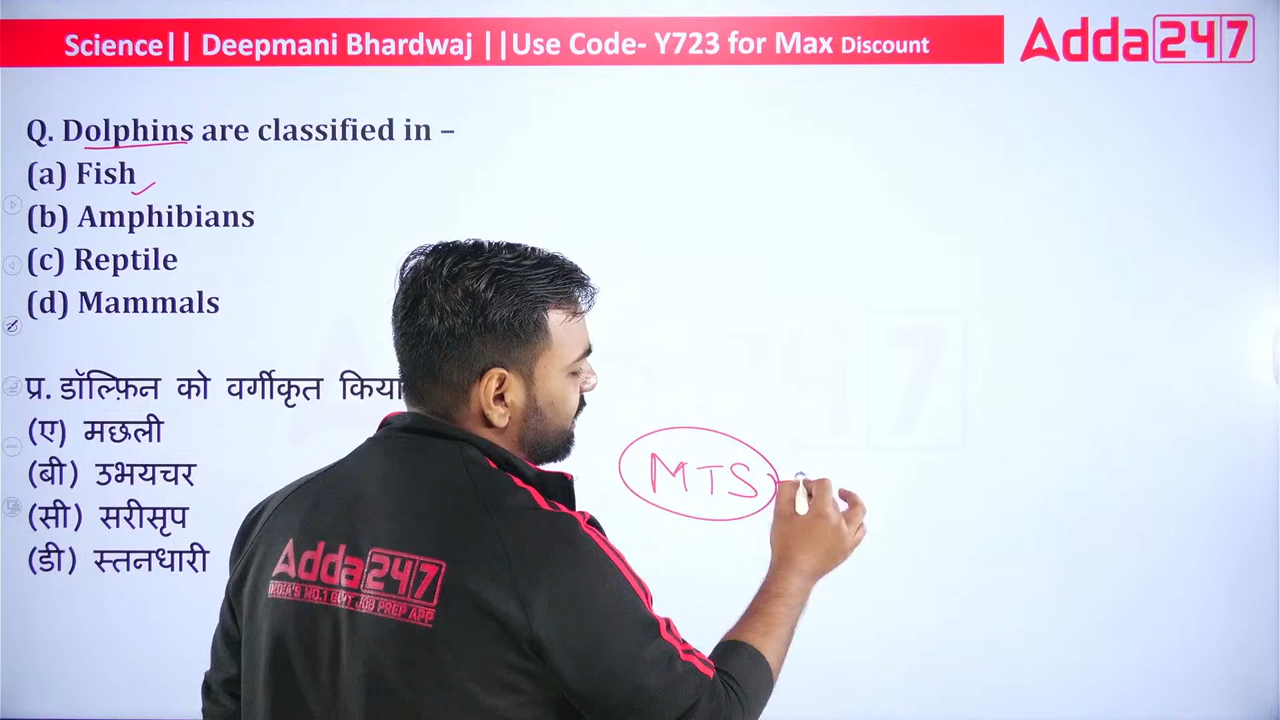 Science|| Deepmani Bhardwaj ||Use Code- Y723 for Max Discount
Adda247
Q. Dolphins are classified in –
(a) Fish
(b) Amphibians
(c) Reptile
(d) Mammals
प्र. डॉल्फ़िन को वर्गीकृत किया
(ए) मछली
(बी) उभयचर
(सी) सरीसृप
(डी) स्तनधारी
MTS
Adda247
INDIA'S NO.1 GOVT JOB PREP APP